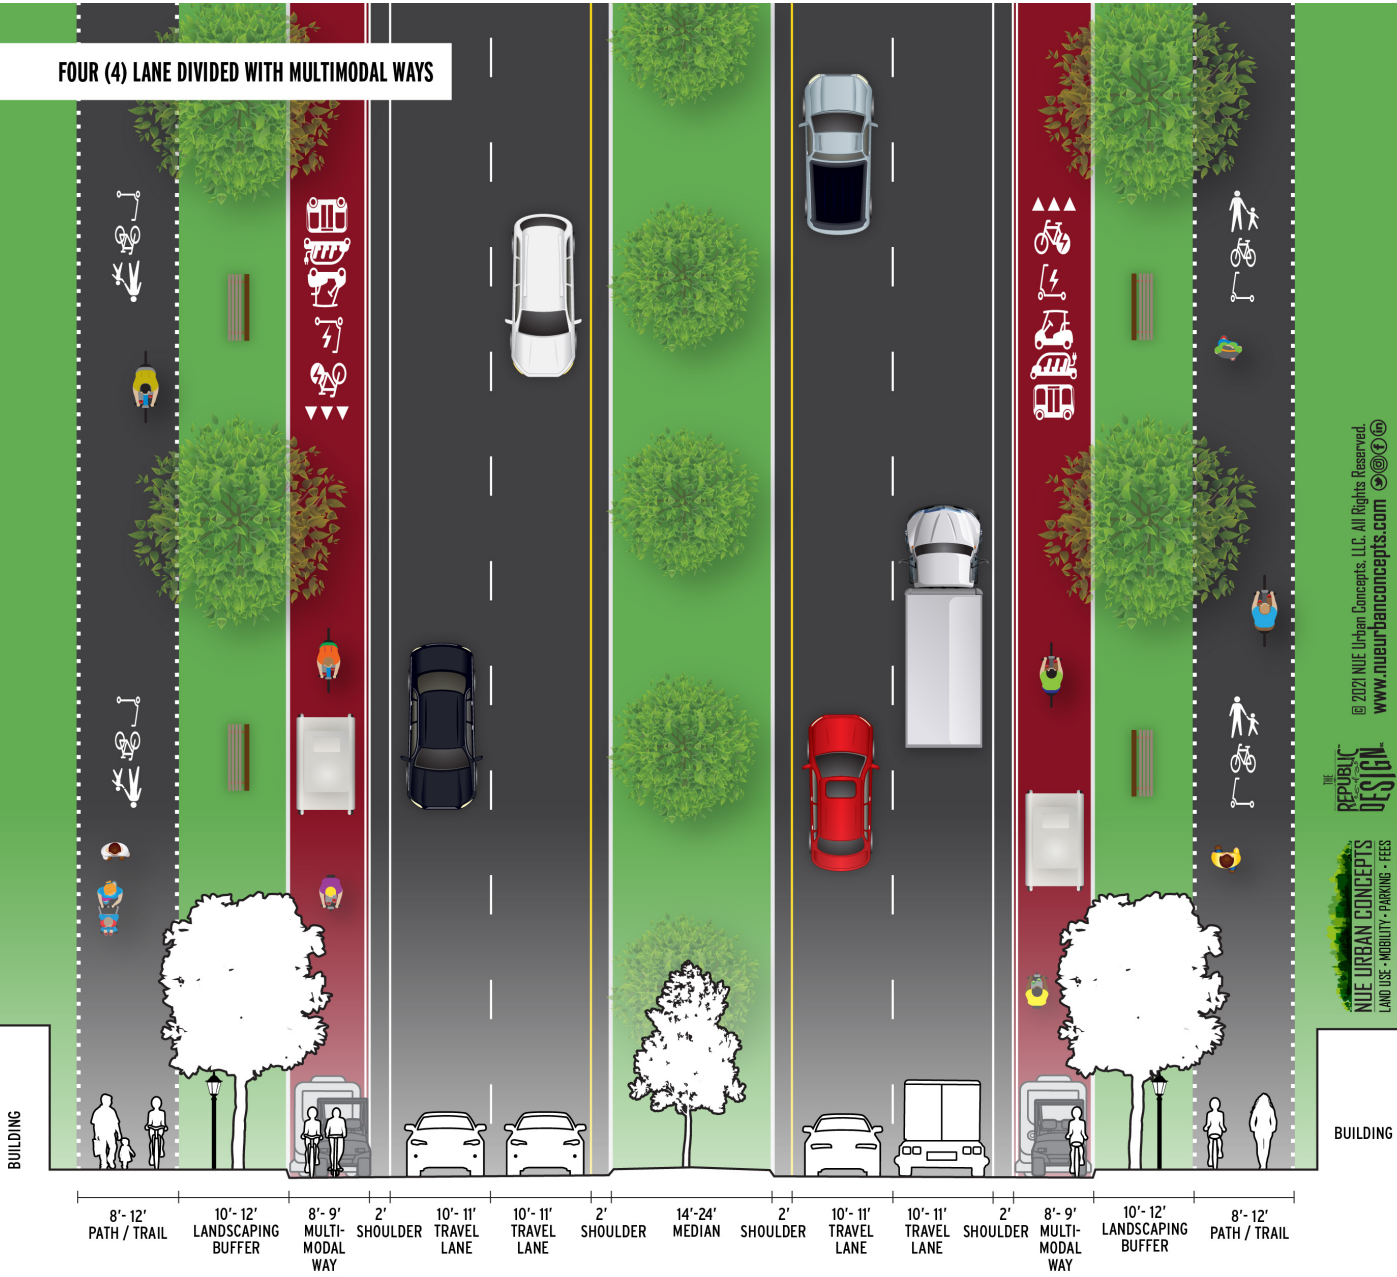 FOUR (4) LANE DIVIDED WITH MULTIMODAL WAYS
© 2021 NUE Urban Concepts, LLC. All Rights Reserved.
www.nueurbanconcepts.com
THE
REPUBLIC
OF
DESIGN
NUE URBAN CONCEPTS
LAND USE • MOBILITY • PARKING • FEES
BUILDING
BUILDING
8'- 12'
PATH / TRAIL
10'- 12'
LANDSCAPING
BUFFER
8'- 9'
MULTI-
MODAL
WAY
2'
SHOULDER
10'- 11'
TRAVEL
LANE
10'- 11'
TRAVEL
LANE
2'
SHOULDER
14'-24'
MEDIAN
2'
SHOULDER
10'- 11'
TRAVEL
LANE
10'- 11'
TRAVEL
LANE
2'
SHOULDER
8'- 9'
MULTI-
MODAL
WAY
10'- 12'
LANDSCAPING
BUFFER
8'- 12'
PATH / TRAIL